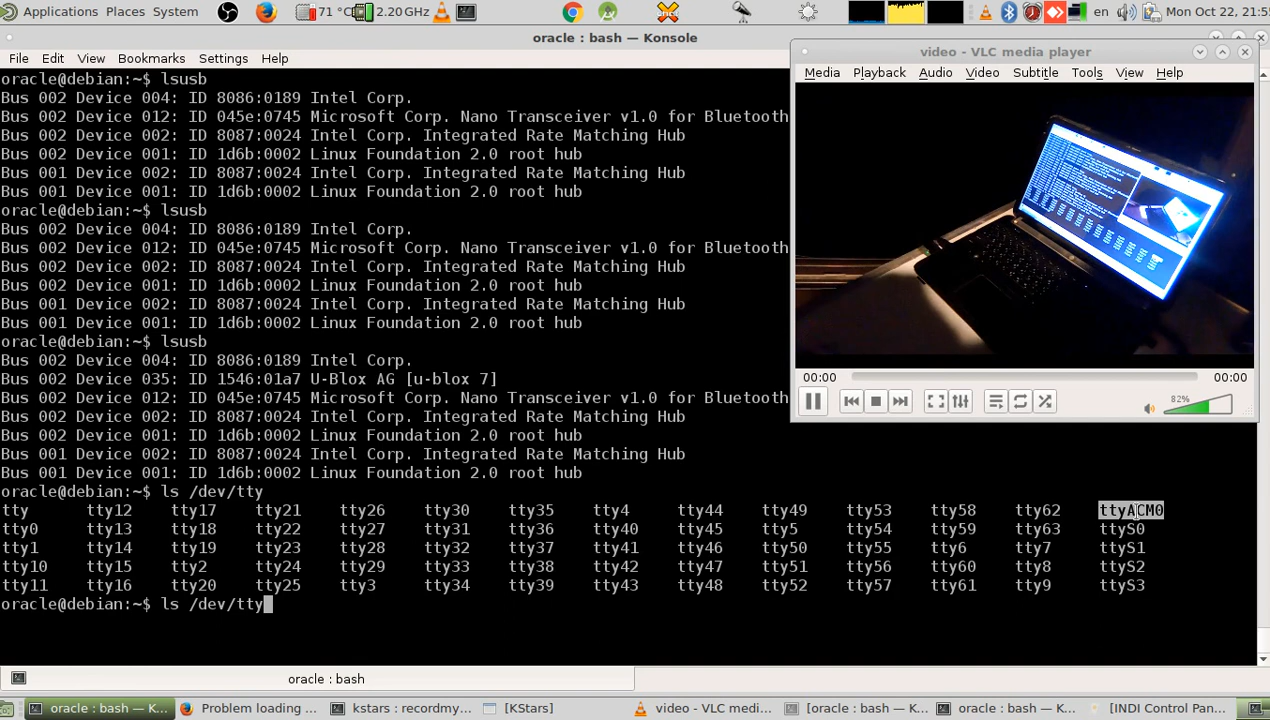 Applications Places System 71 °C 2.20GHz en Mon Oct 22, 21:5
oracle : bash — Konsole
File Edit View Bookmarks Settings Help
oracle@debian:~$ lsusb
Bus 002 Device 004: ID 8086:0189 Intel Corp.
Bus 002 Device 012: ID 045e:0745 Microsoft Corp. Nano Transceiver v1.0 for Bluetooth
Bus 002 Device 002: ID 8087:0024 Intel Corp. Integrated Rate Matching Hub
Bus 002 Device 001: ID 1d6b:0002 Linux Foundation 2.0 root hub
Bus 001 Device 002: ID 8087:0024 Intel Corp. Integrated Rate Matching Hub
Bus 001 Device 001: ID 1d6b:0002 Linux Foundation 2.0 root hub
oracle@debian:~$ lsusb
Bus 002 Device 004: ID 8086:0189 Intel Corp.
Bus 002 Device 012: ID 045e:0745 Microsoft Corp. Nano Transceiver v1.0 for Bluetooth
Bus 002 Device 002: ID 8087:0024 Intel Corp. Integrated Rate Matching Hub
Bus 002 Device 001: ID 1d6b:0002 Linux Foundation 2.0 root hub
Bus 001 Device 002: ID 8087:0024 Intel Corp. Integrated Rate Matching Hub
Bus 001 Device 001: ID 1d6b:0002 Linux Foundation 2.0 root hub
oracle@debian:~$ lsusb
Bus 002 Device 004: ID 8086:0189 Intel Corp.
Bus 002 Device 035: ID 1546:01a7 U-Blox AG [u-blox 7]
Bus 002 Device 012: ID 045e:0745 Microsoft Corp. Nano Transceiver v1.0 for Bluetooth
Bus 002 Device 002: ID 8087:0024 Intel Corp. Integrated Rate Matching Hub
Bus 002 Device 001: ID 1d6b:0002 Linux Foundation 2.0 root hub
Bus 001 Device 002: ID 8087:0024 Intel Corp. Integrated Rate Matching Hub
Bus 001 Device 001: ID 1d6b:0002 Linux Foundation 2.0 root hub
oracle@debian:~$ ls /dev/tty
tty tty12 tty17 tty21 tty26 tty30 tty35 tty4 tty44 tty49 tty53 tty58 tty62 ttyACM0
tty0 tty13 tty18 tty22 tty27 tty31 tty36 tty40 tty45 tty5 tty54 tty59 tty63 ttyS0
tty1 tty14 tty19 tty23 tty28 tty32 tty37 tty41 tty46 tty50 tty55 tty6 tty7 ttyS1
tty10 tty15 tty2 tty24 tty29 tty33 tty38 tty42 tty47 tty51 tty56 tty60 tty8 ttyS2
tty11 tty16 tty20 tty25 tty3 tty34 tty39 tty43 tty48 tty52 tty57 tty61 tty9 ttyS3
oracle@debian:~$ ls /dev/tty
video - VLC media player
Media Playback Audio Video Subtitle Tools View Help
00:00 00:00
82%
oracle : bash
oracle : bash — K... Problem loading ... kstars : recordmy... [KStars] video - VLC medi... [oracle : bash — K... oracle : bash — K... [INDI Control Pan...